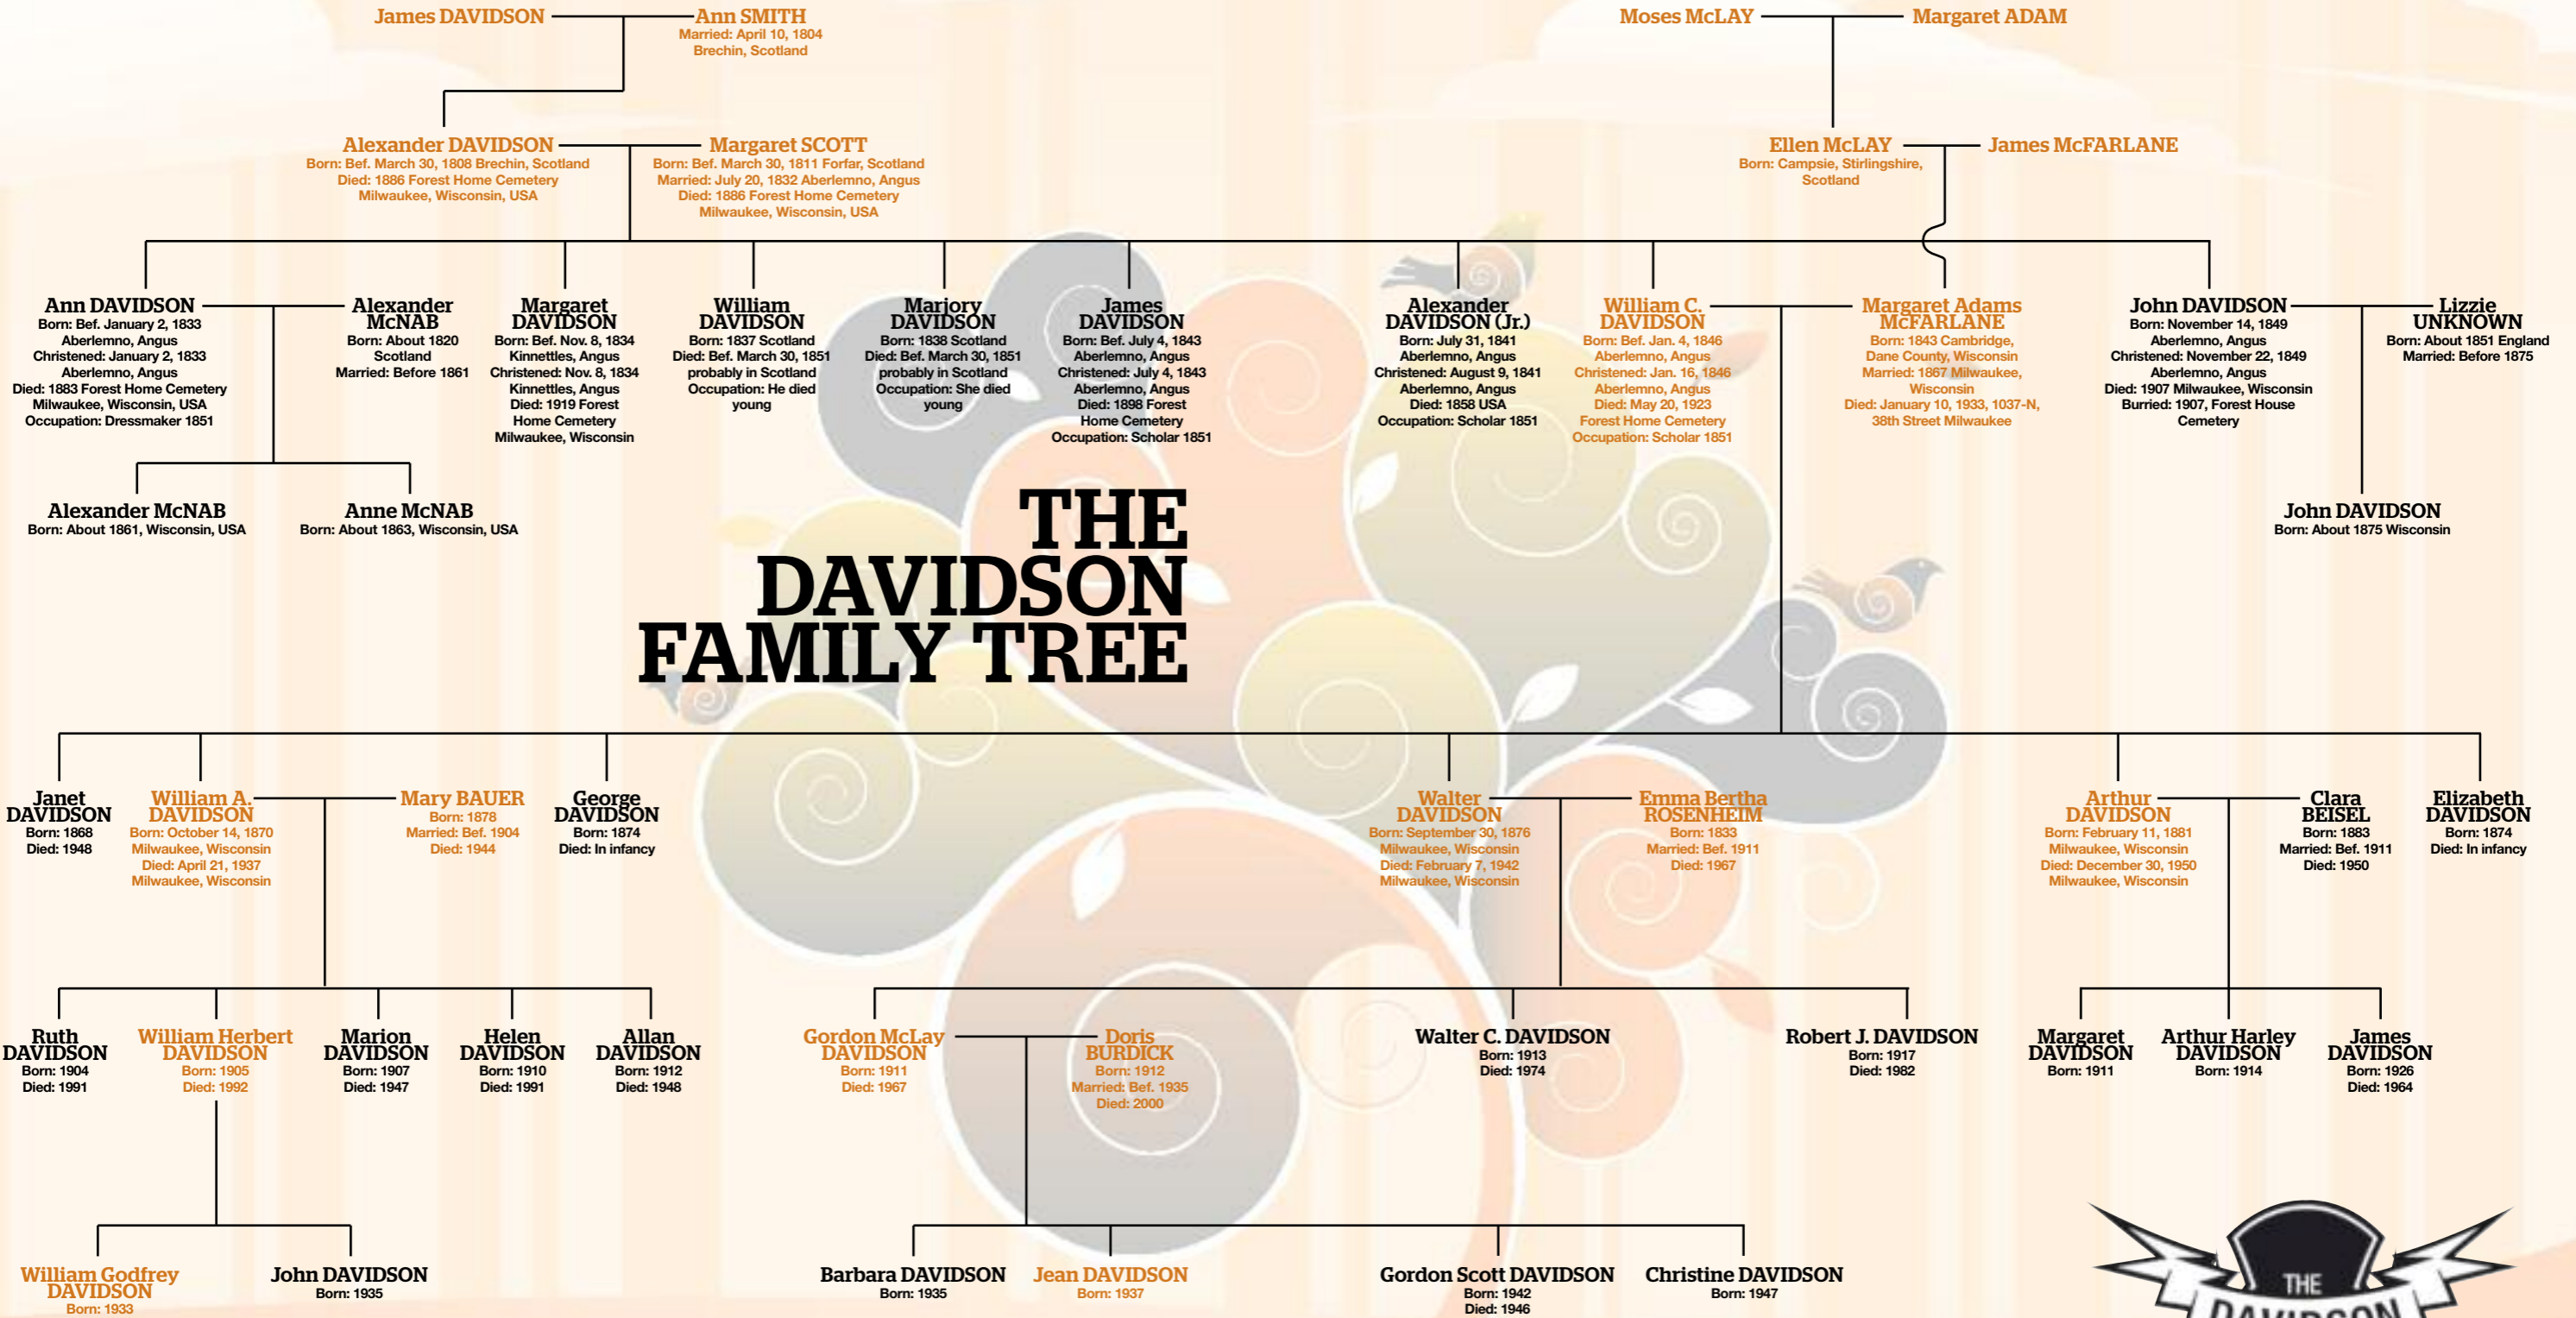 James DAVIDSON
Ann SMITH
Married: April 10, 1804
Brechin, Scotland
Moses McLAY
Margaret ADAM
Alexander DAVIDSON
Born: Bef. March 30, 1808 Brechin, Scotland
Died: 1886 Forest Home Cemetery
Milwaukee, Wisconsin, USA
Margaret SCOTT
Born: Bef. March 30, 1811 Forfar, Scotland
Married: July 20, 1832 Aberlemno, Angus
Died: 1886 Forest Home Cemetery
Milwaukee, Wisconsin, USA
Ellen McLAY
Born: Campsie, Stirlingshire,
Scotland
James McFARLANE
Ann DAVIDSON
Born: Bef. January 2, 1833
Aberlemno, Angus
Christened: January 2, 1833
Aberlemno, Angus
Died: 1883 Forest Home Cemetery
Milwaukee, Wisconsin, USA
Occupation: Dressmaker 1851
Alexander
McNAB
Born: About 1820
Scotland
Married: Before 1861
Margaret
DAVIDSON
Born: Bef. Nov. 8, 1834
Kinnettles, Angus
Christened: Nov. 8, 1834
Kinnettles, Angus
Died: 1919 Forest
Home Cemetery
Milwaukee, Wisconsin
William
DAVIDSON
Born: 1837 Scotland
Died: Bef. March 30, 1851
probably in Scotland
Occupation: He died
young
Marjory
DAVIDSON
Born: 1838 Scotland
Died: Bef. March 30, 1851
probably in Scotland
Occupation: She died
young
James
DAVIDSON
Born: Bef. July 4, 1843
Aberlemno, Angus
Christened: July 4, 1843
Aberlemno, Angus
Died: 1898 Forest
Home Cemetery
Occupation: Scholar 1851
Alexander
DAVIDSON (Jr.)
Born: July 31, 1841
Aberlemno, Angus
Christened: August 9, 1841
Aberlemno, Angus
Died: 1858 USA
Occupation: Scholar 1851
William C.
DAVIDSON
Born: Bef. Jan. 4, 1846
Aberlemno, Angus
Christened: Jan. 16, 1846
Aberlemno, Angus
Died: May 20, 1923
Forest Home Cemetery
Occupation: Scholar 1851
Margaret Adams
McFARLANE
Born: 1843 Cambridge,
Dane County, Wisconsin
Married: 1867 Milwaukee,
Wisconsin
Died: January 10, 1933, 1037-N,
38th Street Milwaukee
John DAVIDSON
Born: November 14, 1849
Aberlemno, Angus
Christened: November 22, 1849
Aberlemno, Angus
Died: 1907 Milwaukee, Wisconsin
Burried: 1907, Forest House
Cemetery
Lizzie
UNKNOWN
Born: About 1851 England
Married: Before 1875
Alexander McNAB
Born: About 1861, Wisconsin, USA
Anne McNAB
Born: About 1863, Wisconsin, USA
John DAVIDSON
Born: About 1875 Wisconsin
THE
DAVIDSON
FAMILY TREE
Janet
DAVIDSON
Born: 1868
Died: 1948
William A.
DAVIDSON
Born: October 14, 1870
Milwaukee, Wisconsin
Died: April 21, 1937
Milwaukee, Wisconsin
Mary BAUER
Born: 1878
Married: Bef. 1904
Died: 1944
George
DAVIDSON
Born: 1874
Died: In infancy
Walter
DAVIDSON
Born: September 30, 1876
Milwaukee, Wisconsin
Died: February 7, 1942
Milwaukee, Wisconsin
Emma Bertha
ROSENHEIM
Born: 1833
Married: Bef. 1911
Died: 1967
Arthur
DAVIDSON
Born: February 11, 1881
Milwaukee, Wisconsin
Died: December 30, 1950
Milwaukee, Wisconsin
Clara
BEISEL
Born: 1883
Married: Bef. 1911
Died: 1950
Elizabeth
DAVIDSON
Born: 1874
Died: In infancy
Ruth
DAVIDSON
Born: 1904
Died: 1991
William Herbert
DAVIDSON
Born: 1905
Died: 1992
Marion
DAVIDSON
Born: 1907
Died: 1947
Helen
DAVIDSON
Born: 1910
Died: 1991
Allan
DAVIDSON
Born: 1912
Died: 1948
Gordon McLay
DAVIDSON
Born: 1911
Died: 1967
Doris
BURDICK
Born: 1912
Married: Bef. 1935
Died: 2000
Walter C. DAVIDSON
Born: 1913
Died: 1974
Robert J. DAVIDSON
Born: 1917
Died: 1982
Margaret
DAVIDSON
Born: 1911
Arthur Harley
DAVIDSON
Born: 1914
James
DAVIDSON
Born: 1926
Died: 1964
William Godfrey
DAVIDSON
Born: 1933
John DAVIDSON
Born: 1935
Barbara DAVIDSON
Born: 1935
Jean DAVIDSON
Born: 1937
Gordon Scott DAVIDSON
Born: 1942
Died: 1946
Christine DAVIDSON
Born: 1947
THE
DAVIDSON